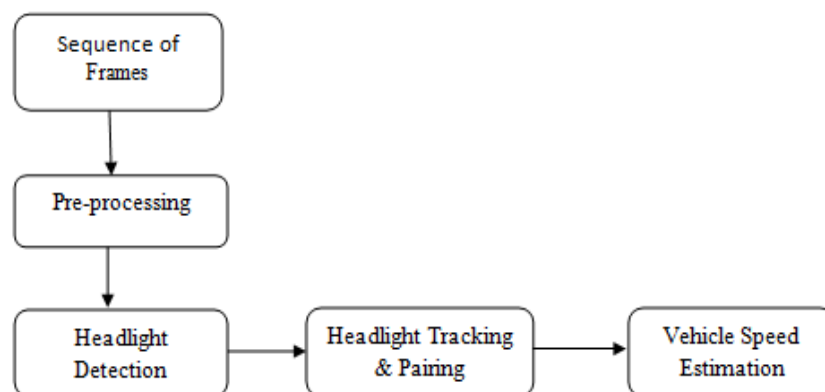 Sequence of
Frames
Pre-processing
Headlight
Detection
Headlight Tracking
& Pairing
Vehicle Speed
Estimation